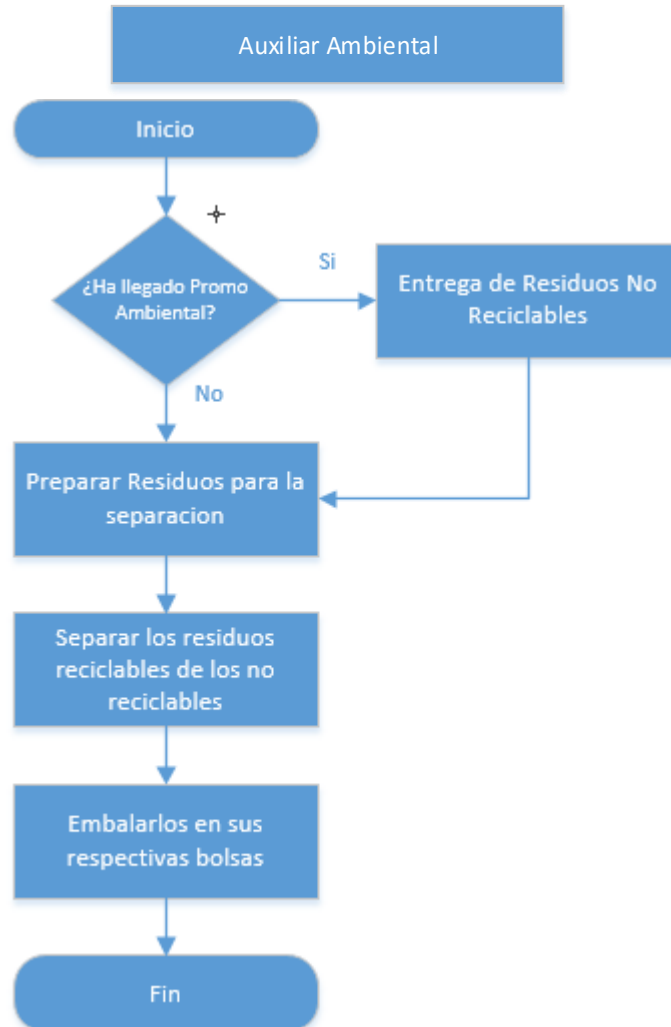 Auxiliar Ambiental
Inicio
¿Ha llegado Promo
Ambiental?
Si
Entrega de Residuos No
Reciclables
No
Preparar Residuos para la
separacion
Separar los residuos
reciclables de los no
reciclables
Embalarlos en sus
respectivas bolsas
Fin